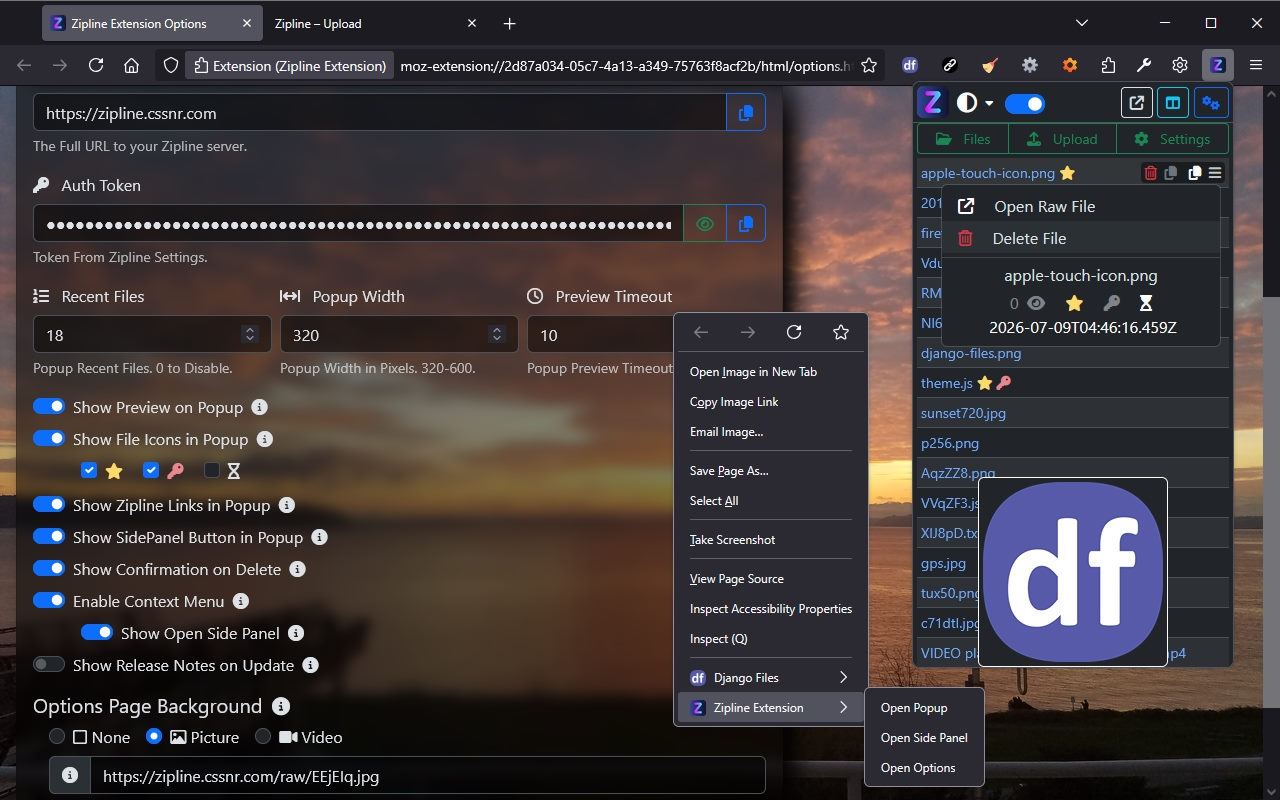 Zipline Extension Options
Zipline – Upload
Extension (Zipline Extension)
moz-extension://2d87a034-05c7-4a13-a349-75763f8acf2b/html/options.h
df
https://zipline.cssnr.com
The Full URL to your Zipline server.
Auth Token
Token From Zipline Settings.
Recent Files
Popup Width
Preview Timeout
18
320
10
Popup Recent Files. 0 to Disable.
Popup Width in Pixels. 320-600.
Popup Preview Timeout
Show Preview on Popup
Show File Icons in Popup
Show Zipline Links in Popup
Show SidePanel Button in Popup
Show Confirmation on Delete
Enable Context Menu
Show Open Side Panel
Show Release Notes on Update
Options Page Background
None
Picture
Video
https://zipline.cssnr.com/raw/EEjEIq.jpg
Open Image in New Tab
Copy Image Link
Email Image...
Save Page As...
Select All
Take Screenshot
View Page Source
Inspect Accessibility Properties
Inspect (Q)
df Django Files
Z Zipline Extension
Open Popup
Open Side Panel
Open Options
Z
Files
Upload
Settings
apple-touch-icon.png
201
fire
Vdu
RM
NI6
Open Raw File
Delete File
apple-touch-icon.png
0
2026-07-09T04:46:16.459Z
django-files.png
theme.js
sunset720.jpg
p256.png
AqzZZ8.png
VVqZF3.js
XIJ8pD.tx
gps.jpg
tux50.png
c71dtI.jpg
VIDEO pl
p4
df